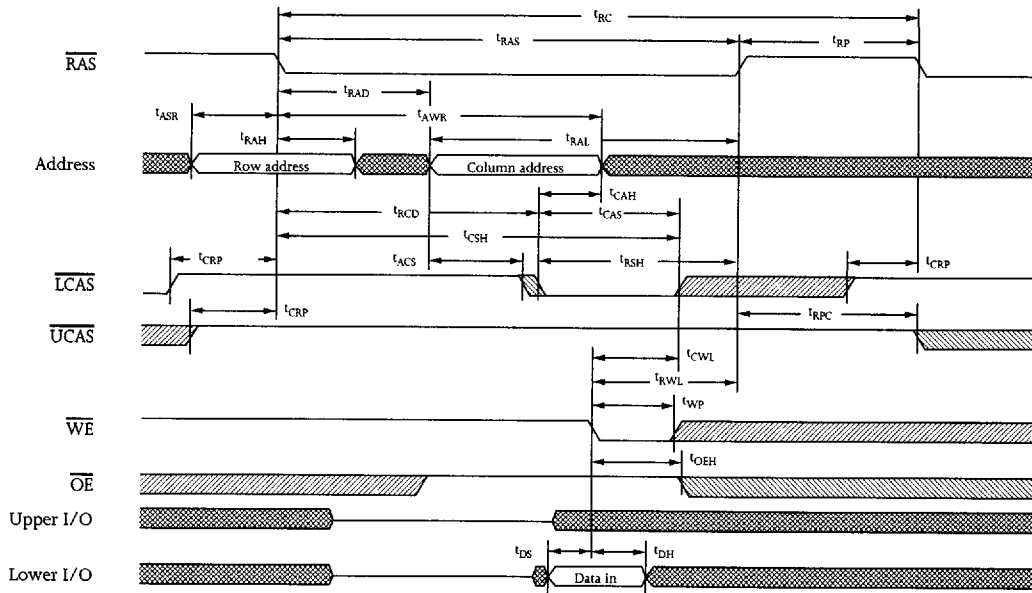 tRC
tRAS tRP
RAS
tRAD
tASR tAWR
tRAH tRAL
Address Row address Column address
tCAH
tRCD tCAS
tCSH
tCRP tACS tRSH tCRP
LCAS
tCRP tRPC
UCAS
tCWL
tRWL
tWP
WE
tOEH
OE
Upper I/O
tDS tDH
Lower I/O Data in